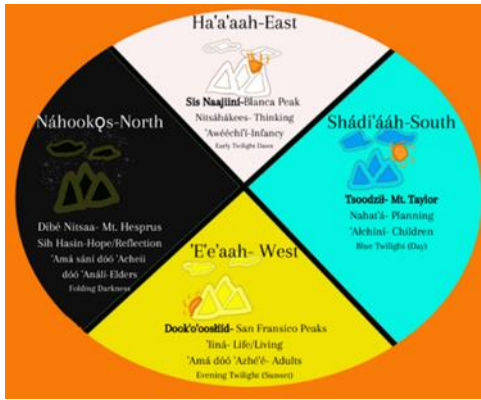 Ha'a'aah-East
Sis Naajiiní-Blanca Peak
Nitsáhákees- Thinking
'Awééchí'í-Infancy
Early Twilight Dawn
Shádi'ááh-South
Tsoodził- Mt. Taylor
Nahat'á- Planning
'Ałchíní- Children
Blue Twilight (Day)
'E'e'aah- West
Dook'o'oosłííd- San Fransico Peaks
'Iiná- Life/Living
'Amá dóó 'Azhé'é- Adults
Evening Twilight (Sunset)
Náhookǫs-North
Dibé Nitsaa- Mt. Hesprus
Sih Hasin-Hope/Reflection
'Amá sání dóó 'Acheii
dóó 'Análí-Elders
Folding Darkness